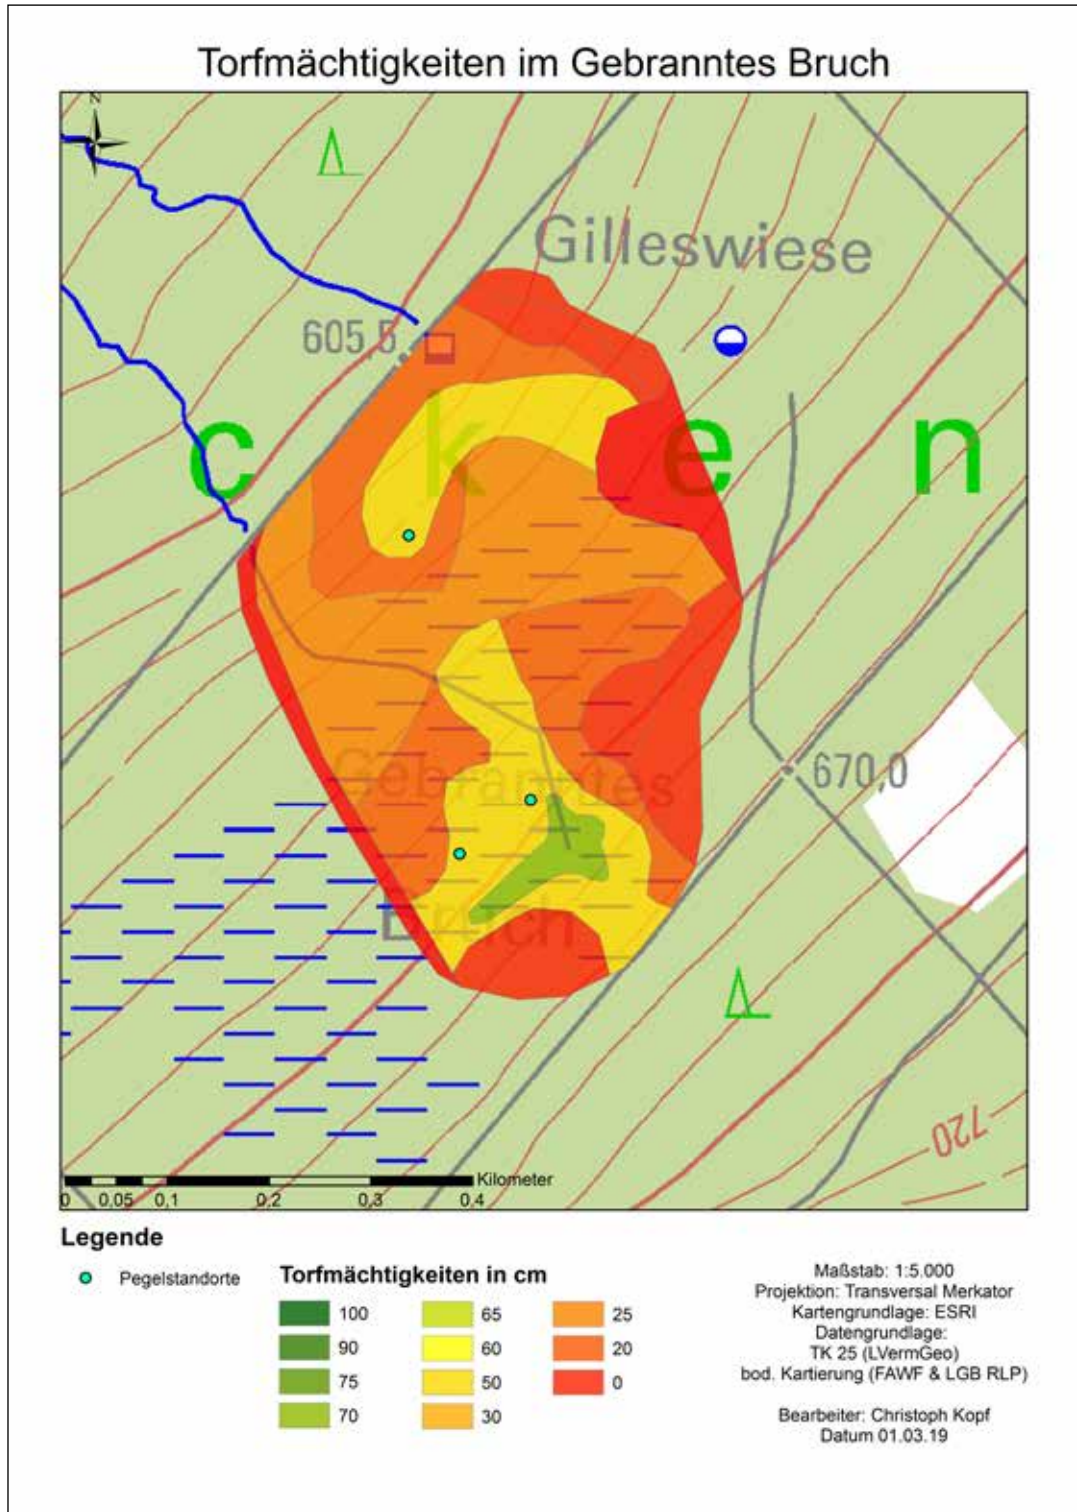 Torfmächtigkeiten im Gebranntes Bruch
N
Gilleswiese
605,5
c k e n
670,0
Gebranntes
Bruch
720
Kilometer
0 0,05 0,1 0,2 0,3 0,4
Legende
Pegelstandorte
Torfmächtigkeiten in cm
100
90
75
70
65
60
50
30
25
20
0
Maßstab: 1:5.000
Projektion: Transversal Merkator
Kartengrundlage: ESRI
Datengrundlage:
TK 25 (LVermGeo)
bod. Kartierung (FAWF & LGB RLP)
Bearbeiter: Christoph Kopf
Datum 01.03.19